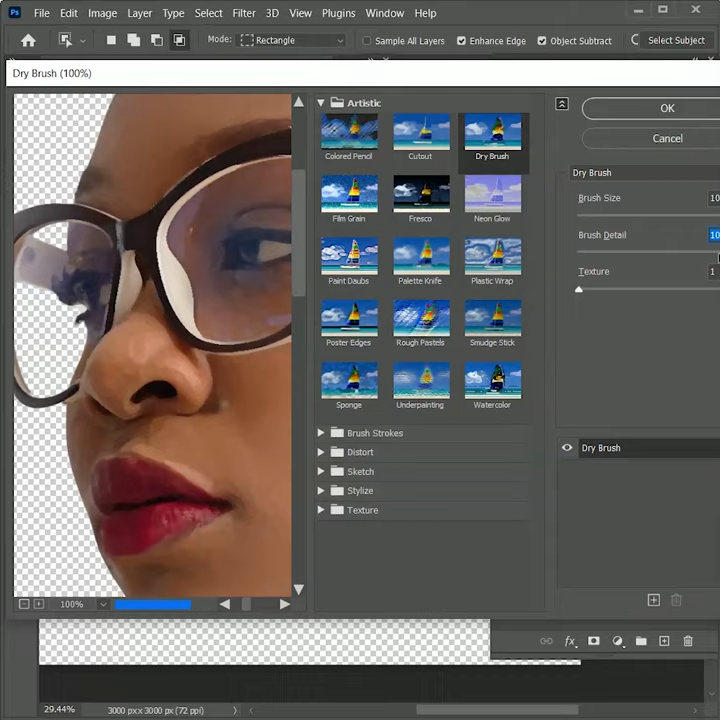 Ps File Edit Image Layer Type Select Filter 3D View Plugins Window Help
Mode: Rectangle Sample All Layers Enhance Edge Object Subtract Select Subject
Dry Brush (100%)
Artistic
Colored Pencil Cutout Dry Brush
Film Grain Fresco Neon Glow
Paint Daubs Palette Knife Plastic Wrap
Poster Edges Rough Pastels Smudge Stick
Sponge Underpainting Watercolor
Brush Strokes
Distort
Sketch
Stylize
Texture
OK
Cancel
Dry Brush
Brush Size 10
Brush Detail 10
Texture 1
Dry Brush
100%
fx
29.44% 3000 px x 3000 px (72 ppi)